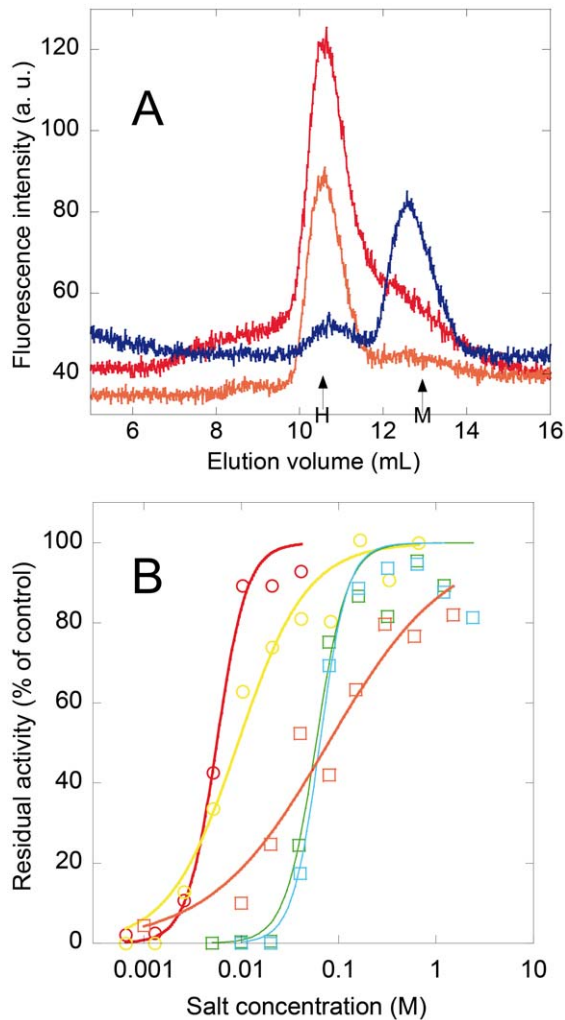 A
Fluorescence intensity (a. u.)
120
100
80
60
40
H
M
6
8
10
12
14
16
Elution volume (mL)
B
Residual activity (% of control)
100
80
60
40
20
0
0.001
0.01
0.1
1
10
Salt concentration (M)